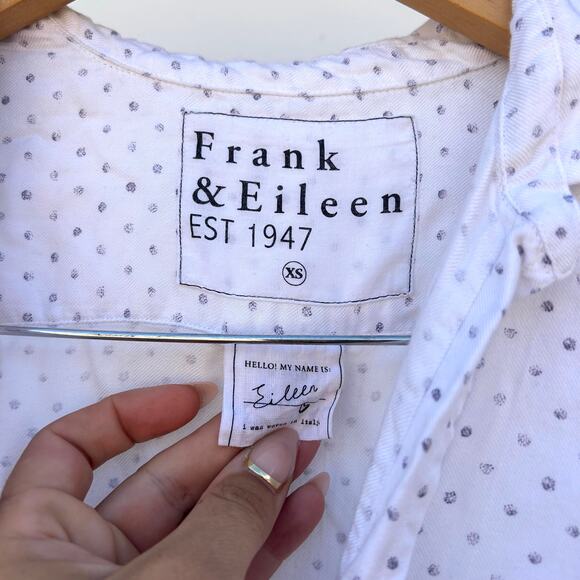 Frank
& Eileen
EST 1947
XS
HELLO! MY NAME IS:
Eileen
i was woven in italy